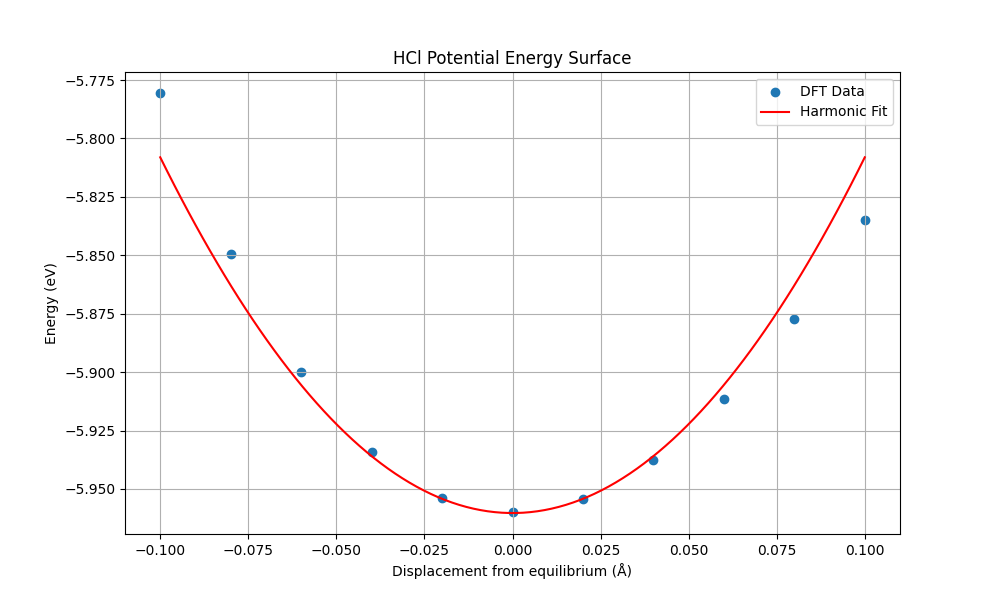 HCl Potential Energy Surface
DFT Data
Harmonic Fit
Energy (eV)
−5.775
−5.800
−5.825
−5.850
−5.875
−5.900
−5.925
−5.950
−0.100 −0.075 −0.050 −0.025 0.000 0.025 0.050 0.075 0.100
Displacement from equilibrium (Å)